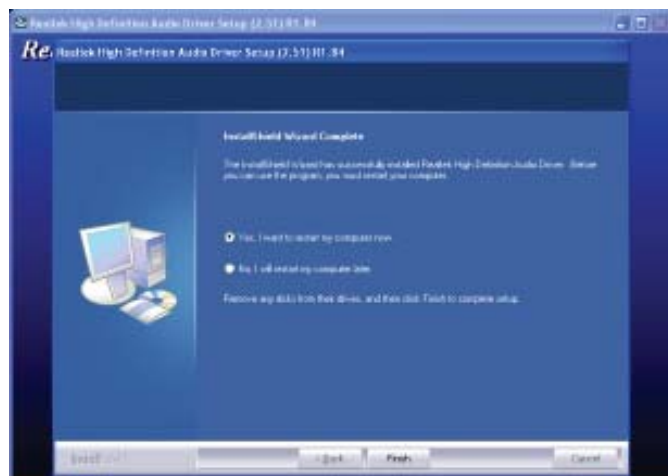 Realtek High Definition Audio Driver Setup (2.51) R1.84
Re
Realtek High Definition Audio Driver Setup (2.51) R1.84
InstallShield Wizard Complete
The InstallShield Wizard has successfully installed Realtek High Definition Audio Driver. Before
you can use the program, you must restart your computer.
Yes, I want to restart my computer now.
No, I will restart my computer later.
Remove any disks from their drives, and then click Finish to complete setup.
< Back
Finish
Cancel